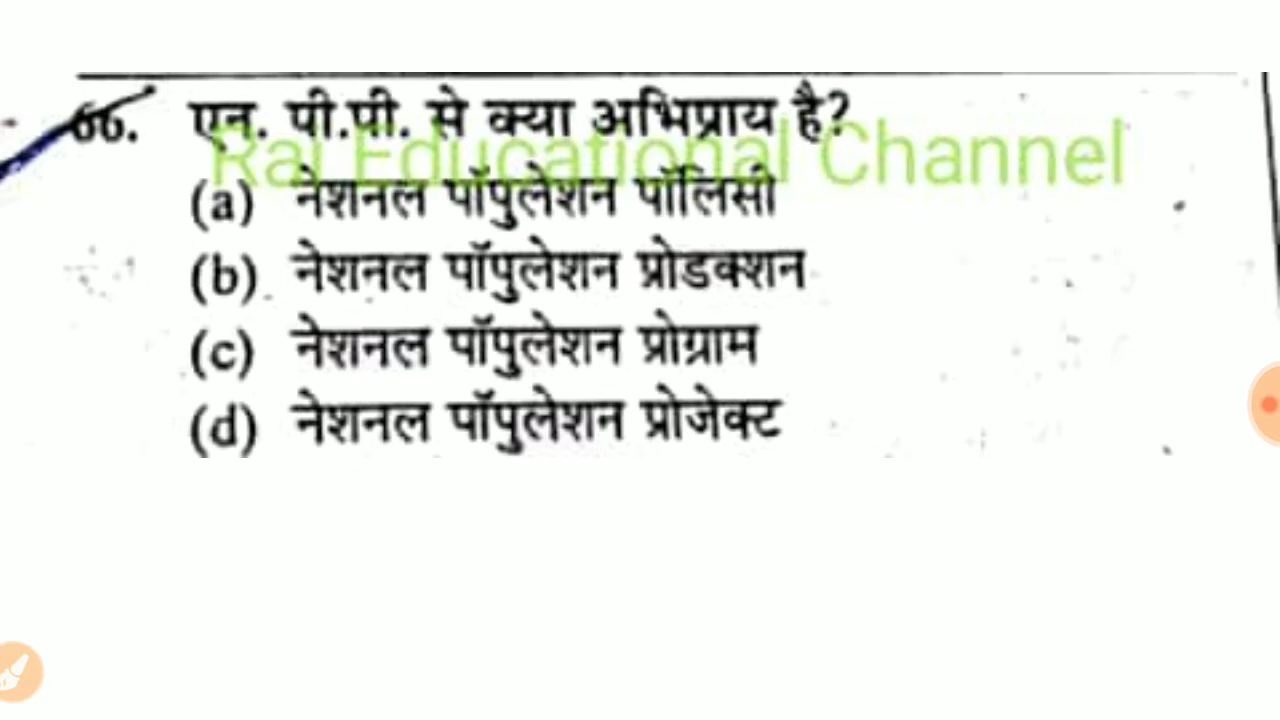 66. एन. पी.पी. से क्या अभिप्राय है?
Rai Educational Channel
(a) नेशनल पॉपुलेशन पॉलिसी
(b) नेशनल पॉपुलेशन प्रोडक्शन
(c) नेशनल पॉपुलेशन प्रोग्राम
(d) नेशनल पॉपुलेशन प्रोजेक्ट